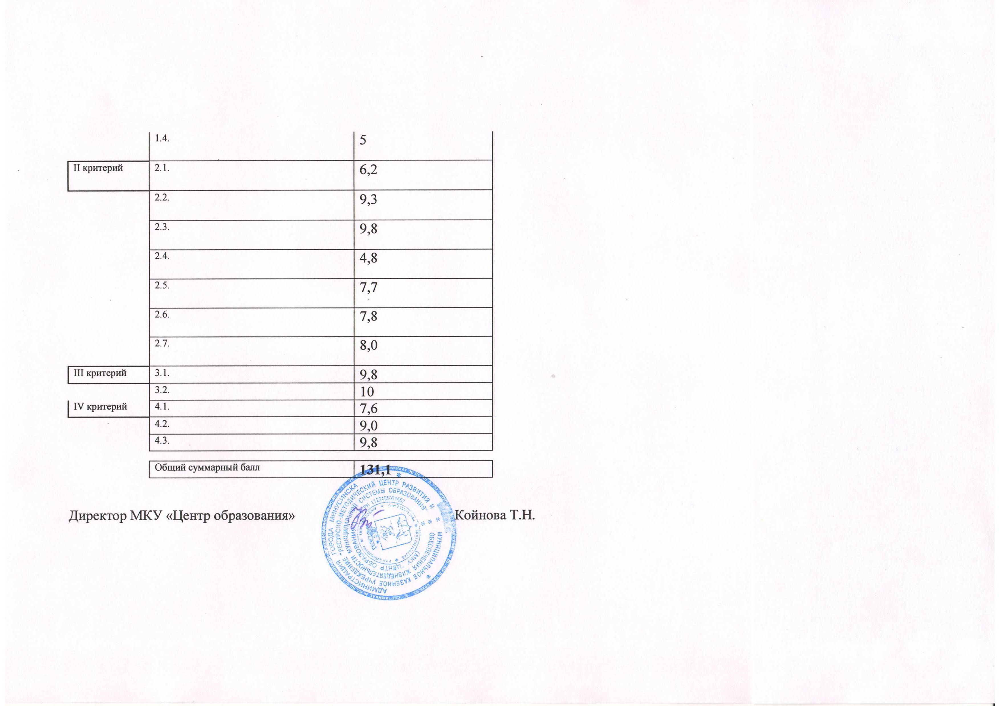 1.4. 5
II критерий 2.1. 6,2
2.2. 9,3
2.3. 9,8
2.4. 4,8
2.5. 7,7
2.6. 7,8
2.7. 8,0
III критерий 3.1. 9,8
3.2. 10
IV критерий 4.1. 7,6
4.2. 9,0
4.3. 9,8
Общий суммарный балл 131,1
Директор МКУ «Центр образования» Койнова Т.Н.
АДМИНИСТРАЦИЯ ГОРОДА МИНУСИНСКА
МУНИЦИПАЛЬНОЕ КАЗЕННОЕ УЧРЕЖДЕНИЕ "РЕСУРСНО-МЕТОДИЧЕСКИЙ ЦЕНТР РАЗВИТИЯ И
ОБЕСПЕЧЕНИЯ ЖИЗНЕДЕЯТЕЛЬНОСТИ МУНИЦИПАЛЬНОЙ СИСТЕМЫ ОБРАЗОВАНИЯ"
(МКУ "ЦЕНТР ОБРАЗОВАНИЯ"